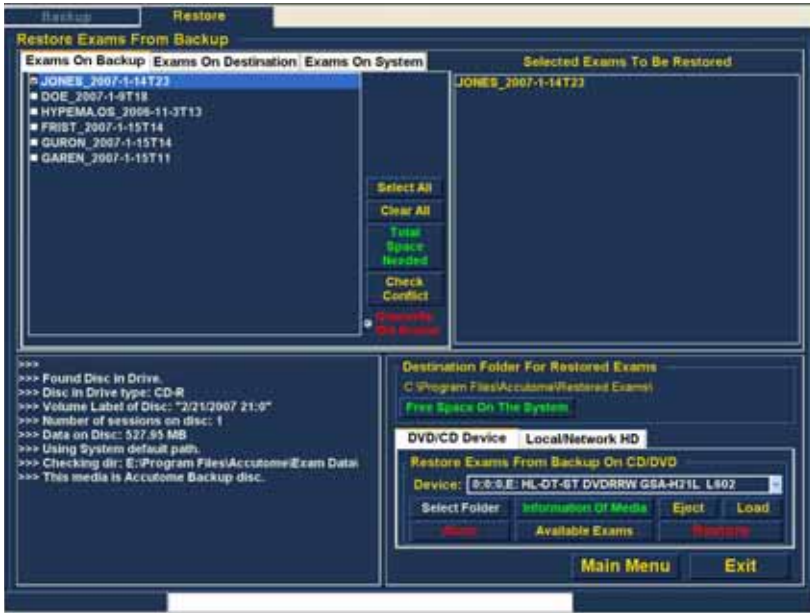 Backup
Restore
Restore Exams From Backup
Exams On Backup Exams On Destination Exams On System
JONES_2007-1-14T23
DOE_2007-1-9T18
HYPEMA.OS_2006-11-3T13
FRIST_2007-1-15T14
GURON_2007-1-15T14
GAREN_2007-1-15T11
Select All
Clear All
Total
Space
Needed
Check
Conflict
Selected Exams To Be Restored
JONES_2007-1-14T23
>>>
>>> Found Disc in Drive.
>>> Disc in Drive type: CD-R
>>> Volume Label of Disc: "2/21/2007 21:0"
>>> Number of sessions on disc: 1
>>> Data on Disc: 527.95 MB
>>> Using System default path.
>>> Checking dir: E:\Program Files\Accutome\Exam Data\
>>> This media is Accutome Backup disc.
Destination Folder For Restored Exams
C:\Program Files\Accutome\Restored Exams\
Free Space On The System
DVD/CD Device Local/Network HD
Restore Exams From Backup On CD/DVD
Device: 0:0:0,E: HL-DT-ST DVDRRW GSA-H21L L602
Select Folder Information Of Media Eject Load
Abort Available Exams Restore
Main Menu Exit